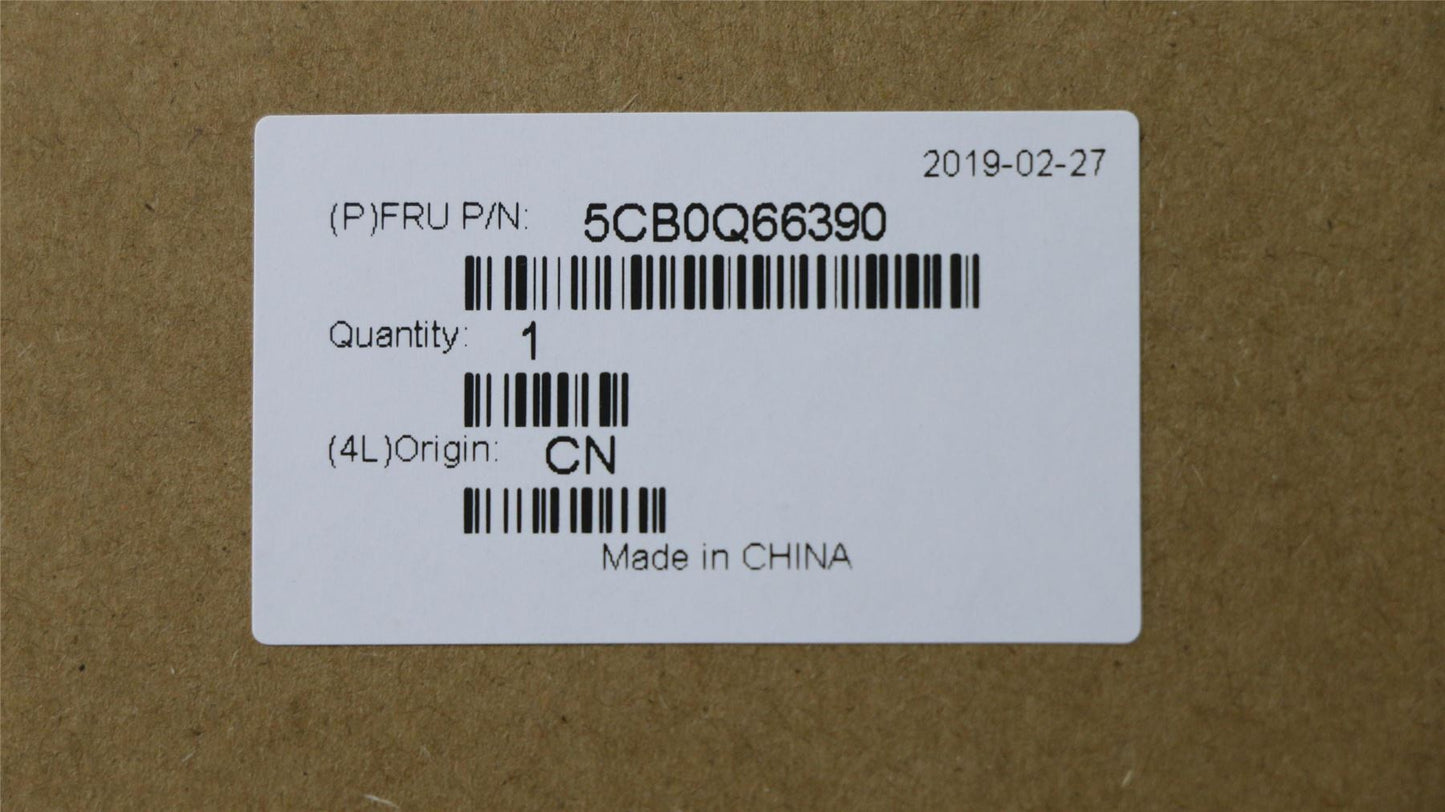 2019-02-27
(P)FRU P/N: 5CB0Q66390
Quantity: 1
(4L)Origin: CN
Made in CHINA